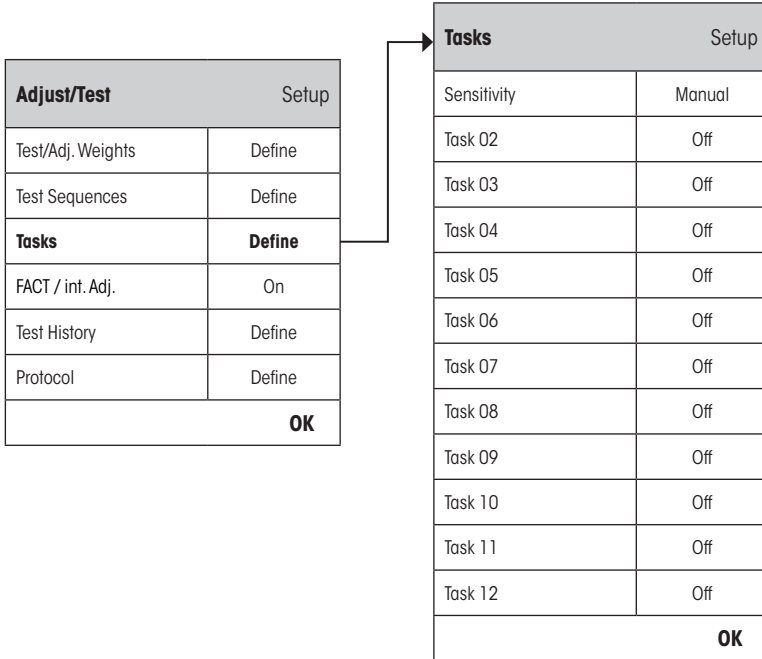 Adjust/Test Setup
Test/Adj. Weights Define
Test Sequences Define
Tasks Define
FACT / int. Adj. On
Test History Define
Protocol Define
OK
Tasks Setup
Sensitivity Manual
Task 02 Off
Task 03 Off
Task 04 Off
Task 05 Off
Task 06 Off
Task 07 Off
Task 08 Off
Task 09 Off
Task 10 Off
Task 11 Off
Task 12 Off
OK